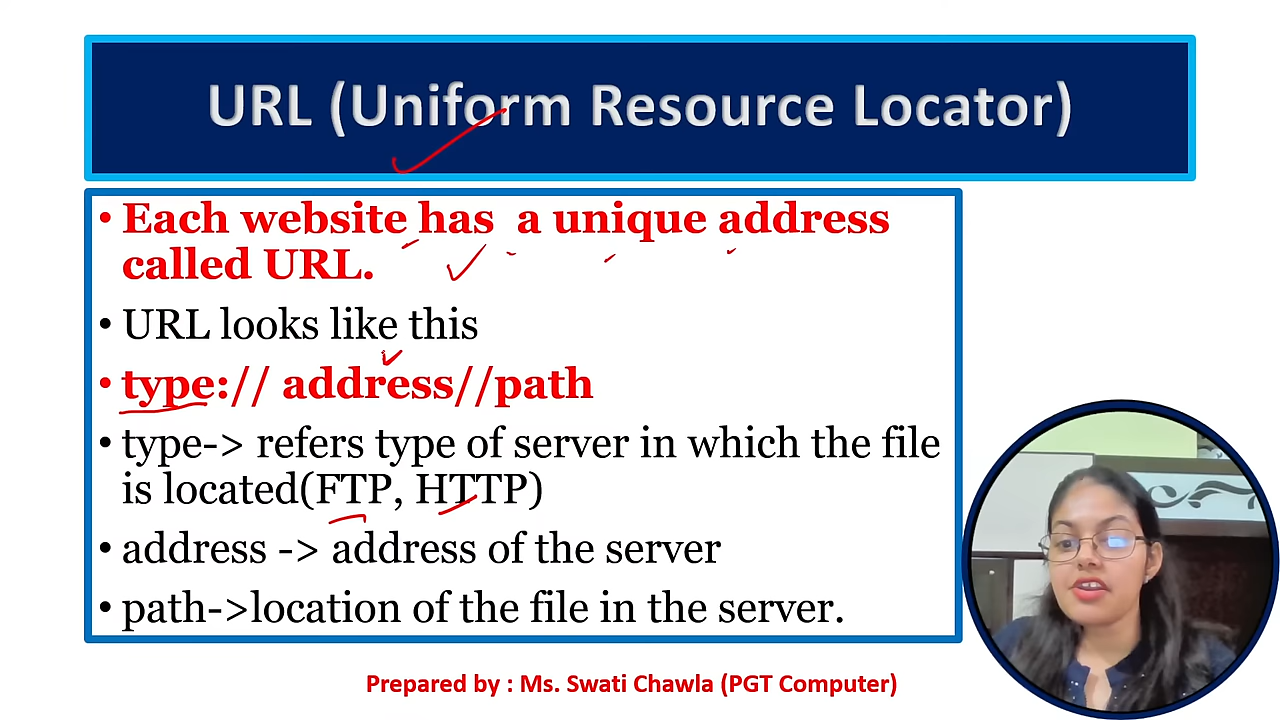 URL (Uniform Resource Locator)
• Each website has a unique address
called URL.
• URL looks like this
• type:// address//path
• type-> refers type of server in which the file
is located(FTP, HTTP)
• address -> address of the server
• path->location of the file in the server.
Prepared by : Ms. Swati Chawla (PGT Computer)